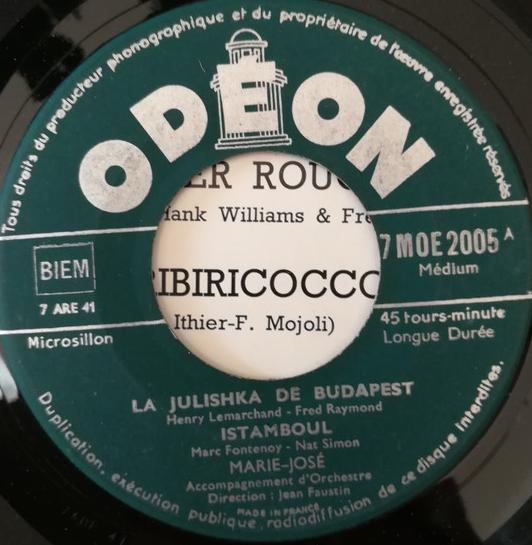 Tous droits du producteur phonographique et du propriétaire de l'œuvre enregistrée réservés
ODÉON
ER ROU
Hank Williams & Fre
IBIRICOCCO
Ithier-F. Mojoli)
BIEM
7 ARE 41
Microsillon
7 MOE 2005 A
Médium
45 tours-minute
Longue Durée
LA JULISHKA DE BUDAPEST
Henry Lemarchand - Fred Raymond
ISTAMBOUL
Marc Fontenoy - Nat Simon
MARIE-JOSÉ
Accompagnement d'Orchestre
Direction : Jean Faustin
MADE IN FRANCE
Duplication, exécution publique, radiodiffusion de ce disque interdites.